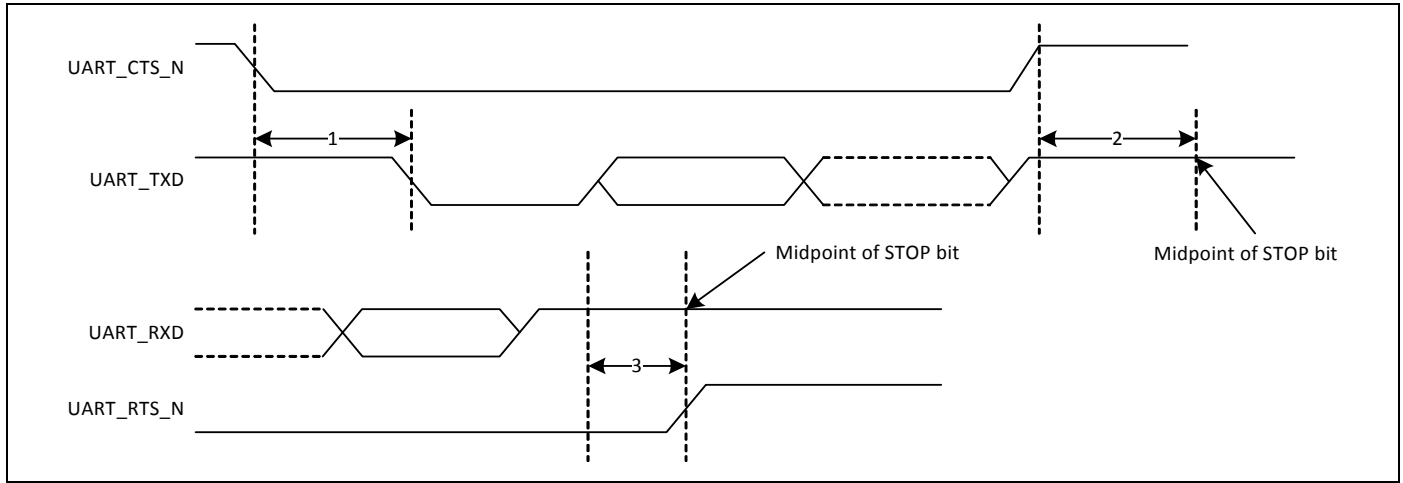 UART_CTS_N
1
2
UART_TXD
Midpoint of STOP bit
Midpoint of STOP bit
UART_RXD
3
UART_RTS_N